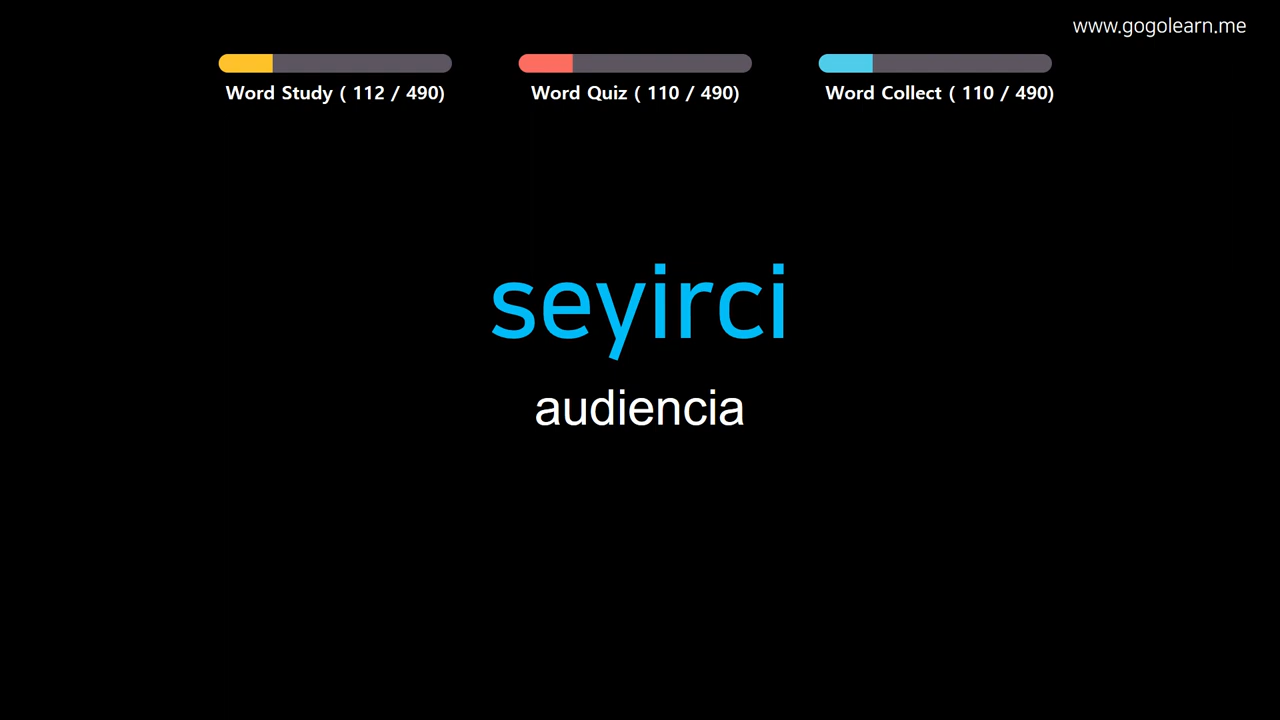 www.gogolearn.me
Word Study ( 112 / 490)
Word Quiz ( 110 / 490)
Word Collect ( 110 / 490)
seyirci
audiencia